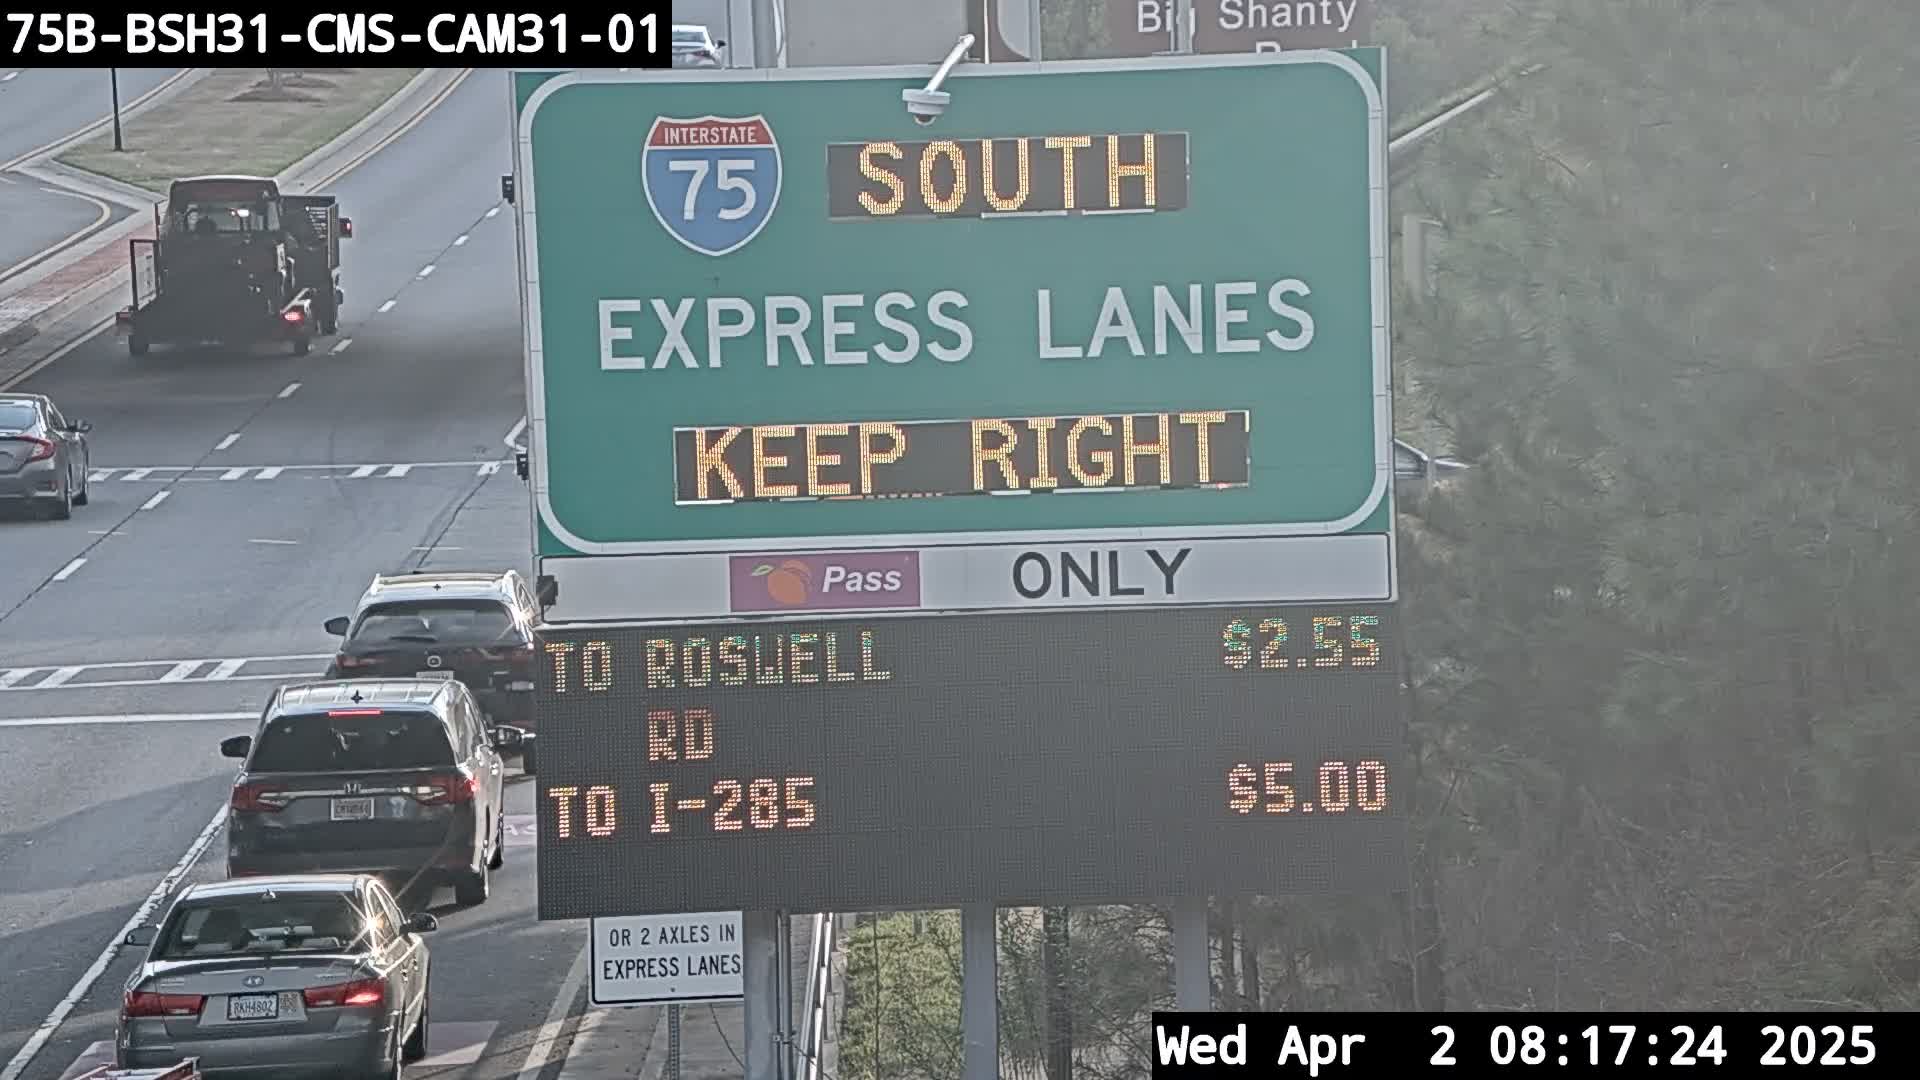 75B-BSH31-CMS-CAM31-01
Big Shanty
INTERSTATE
75
SOUTH
EXPRESS LANES
KEEP RIGHT
Pass ONLY
TO ROSWELL $2.55
RD
TO I-285 $5.00
OR 2 AXLES IN
EXPRESS LANES
Wed Apr 2 08:17:24 2025